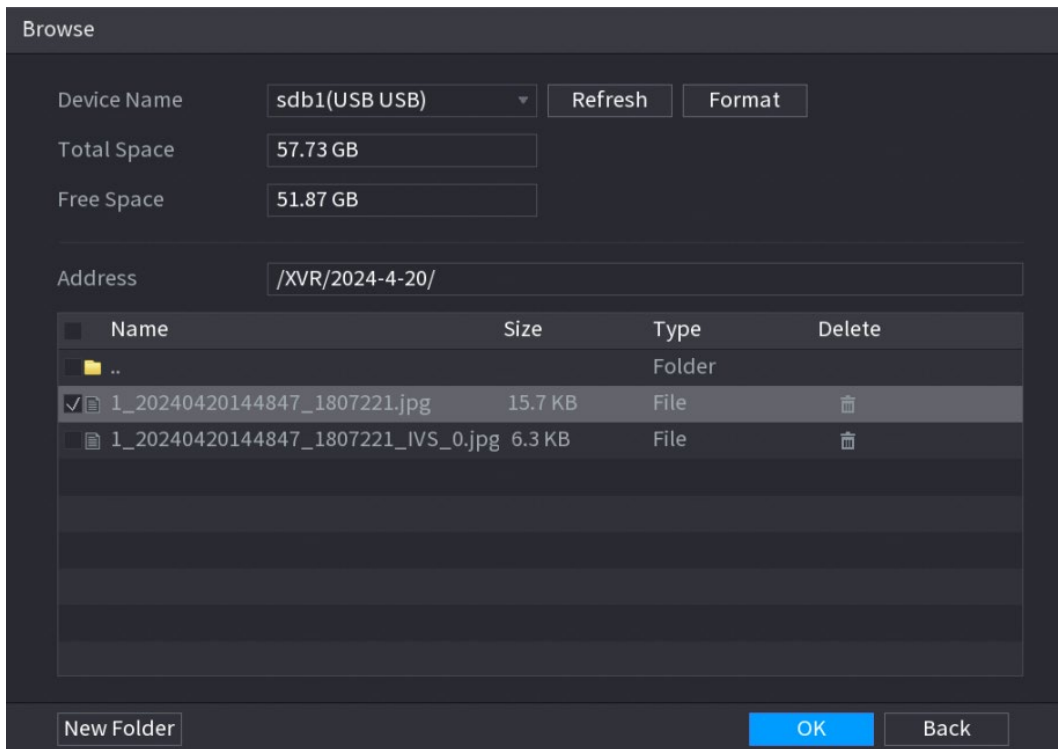 Browse
Device Name sdb1(USB USB) Refresh Format
Total Space 57.73 GB
Free Space 51.87 GB
Address /XVR/2024-4-20/
Name Size Type Delete
.. Folder
1_20240420144847_1807221.jpg 15.7 KB File
1_20240420144847_1807221_IVS_0.jpg 6.3 KB File
New Folder OK Back